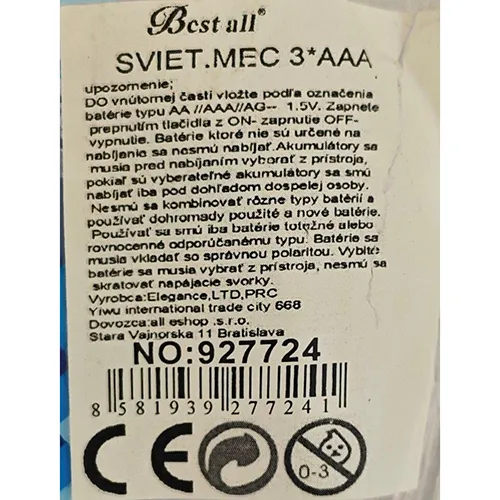 Best all®
SVIET.MEC 3*AAA
upozornenie;
DO vnútornej časti vložte podľa označenia
batérie typu AA //AAA//AG-- 1.5V. Zapnete
prepnutím tlačidla z ON- zapnutie OFF-
vypnutie. Batérie ktoré nie sú určené na
nabíjanie sa nesmú nabíjať.Akumulátory sa
musia pred nabíjaním vyborať z prístroja,
pokiaľ sú vyberateľné akumulátory sa smú
nabíjať iba pod dohľadom dospelej osoby.
Nesmú sa kombinovať rôzne typy batérií a
používať dohromady použité a nové batérie.
Používať sa smú iba batérie totožné alebo
rovnocenné odporúčanému typu. Batérie sa
musia vkladať so správnou polaritou. Vybité
batérie sa musia vybrať z prístroja, nesmú sa
skratovať napájacie svorky.
Vyrobca:Elegance,LTD,PRC
Yiwu international trade city 668
Dovozca:all eshop .s.r.o.
Stara Vajnorska 11 Bratislava
NO:927724
8 581939 277241
CE
0-3